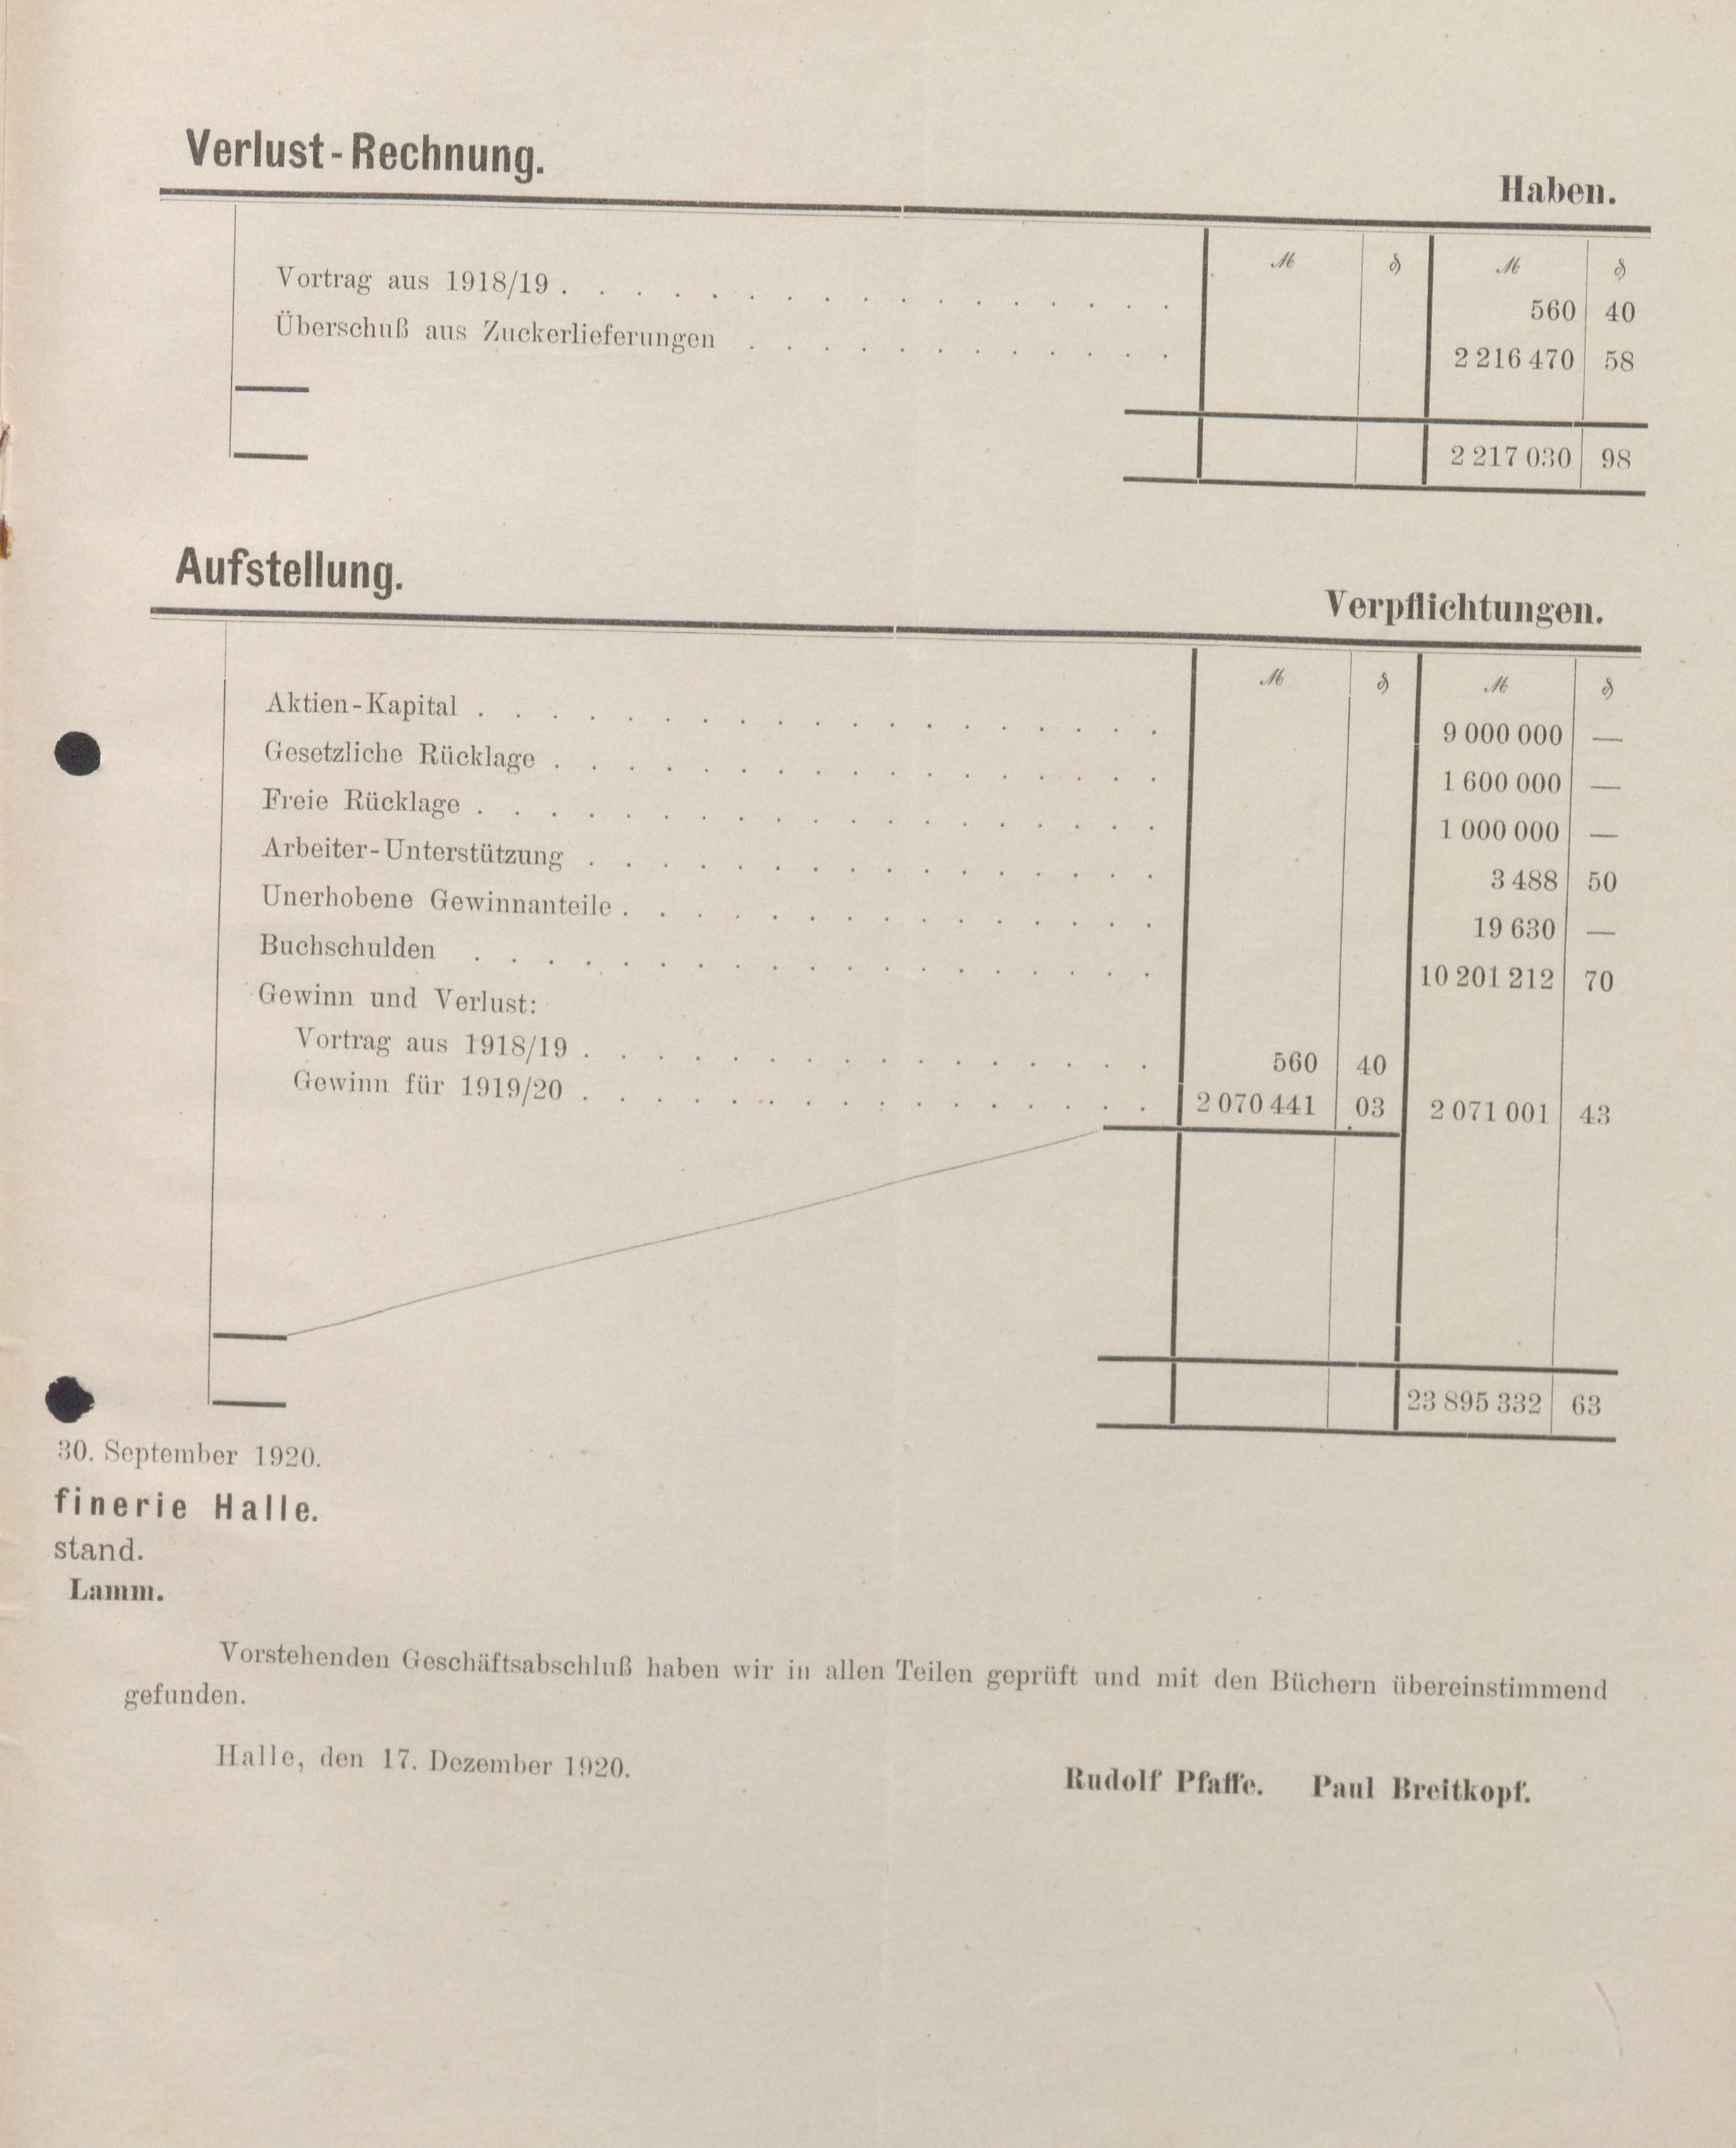 Verlust-Rechnung.
Haben.
ℳ ₰ ℳ ₰
Vortrag aus 1918/19 . . . . . . . . . . . . . . . . . 560 40
Überschuß aus Zuckerlieferungen . . . . . . . . . . . . 2 216 470 58
2 217 030 98
Aufstellung.
Verpflichtungen.
ℳ ₰ ℳ ₰
Aktien-Kapital . . . . . . . . . . . . . . . . . . . 9 000 000 —
Gesetzliche Rücklage . . . . . . . . . . . . . . . . . 1 600 000 —
Freie Rücklage . . . . . . . . . . . . . . . . . . . 1 000 000 —
Arbeiter-Unterstützung . . . . . . . . . . . . . . . . 3 488 50
Unerhobene Gewinnanteile . . . . . . . . . . . . . . . 19 630 —
Buchschulden . . . . . . . . . . . . . . . . . . . 10 201 212 70
Gewinn und Verlust:
Vortrag aus 1918/19 . . . . . . . . . . . . . . . . 560 40
Gewinn für 1919/20 . . . . . . . . . . . . . . . . 2 070 441 03 2 071 001 43
23 895 332 63
30. September 1920.
finerie Halle.
stand.
Lamm.
Vorstehenden Geschäftsabschluß haben wir in allen Teilen geprüft und mit den Büchern übereinstimmend
gefunden.
Halle, den 17. Dezember 1920.
Rudolf Pfaffe. Paul Breitkopf.